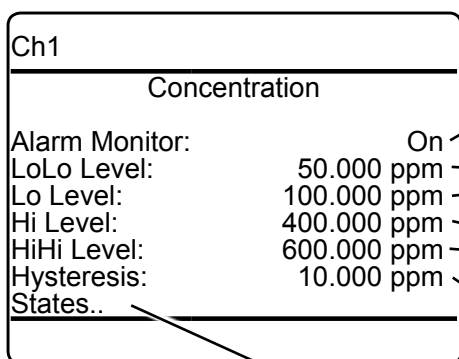 Ch1
Concentration
Alarm Monitor: On
LoLo Level: 50.000 ppm
Lo Level: 100.000 ppm
Hi Level: 400.000 ppm
HiHi Level: 600.000 ppm
Hysteresis: 10.000 ppm
States..